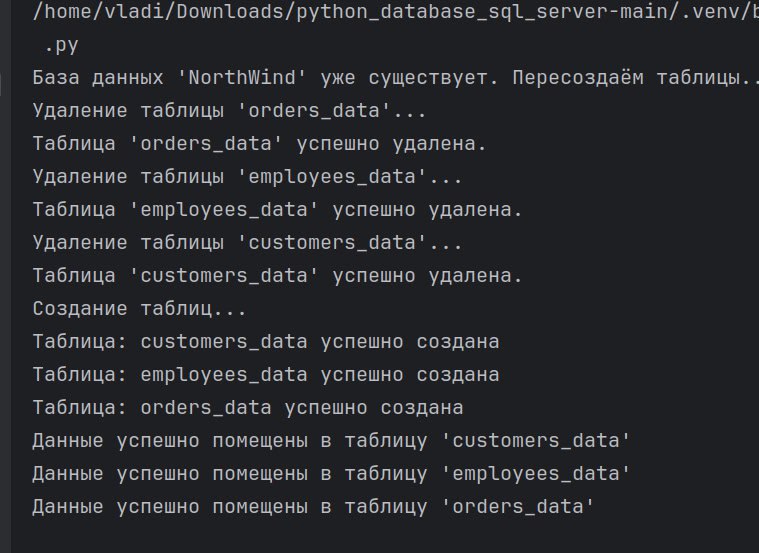 /home/vladi/Downloads/python_database_sql_server-main/.venv/b
.py
База данных 'NorthWind' уже существует. Пересоздаём таблицы..
Удаление таблицы 'orders_data'...
Таблица 'orders_data' успешно удалена.
Удаление таблицы 'employees_data'...
Таблица 'employees_data' успешно удалена.
Удаление таблицы 'customers_data'...
Таблица 'customers_data' успешно удалена.
Создание таблиц...
Таблица: customers_data успешно создана
Таблица: employees_data успешно создана
Таблица: orders_data успешно создана
Данные успешно помещены в таблицу 'customers_data'
Данные успешно помещены в таблицу 'employees_data'
Данные успешно помещены в таблицу 'orders_data'